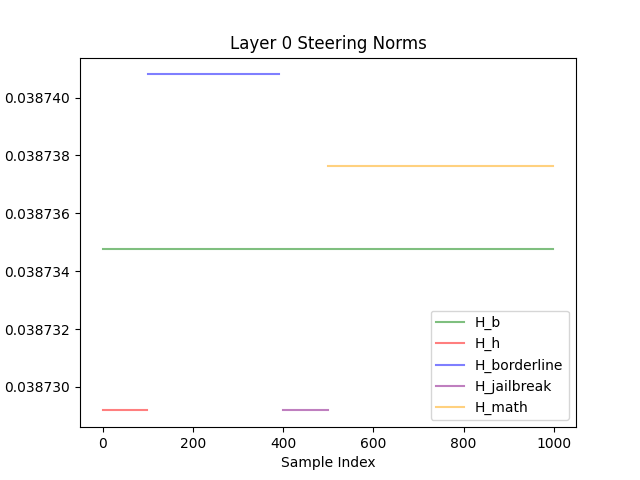 Layer 0 Steering Norms
0.038740
0.038738
0.038736
0.038734
0.038732
0.038730
H_b
H_h
H_borderline
H_jailbreak
H_math
0 200 400 600 800 1000
Sample Index